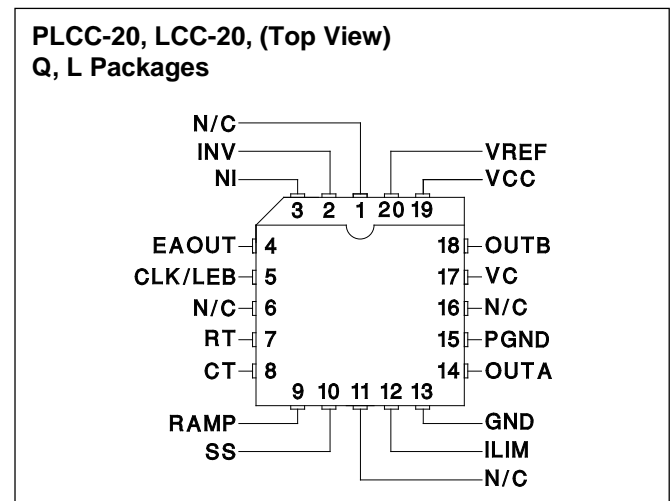 PLCC-20, LCC-20, (Top View)
Q, L Packages
N/C
INV
NI
VREF
VCC
3 2 1 20 19
EAOUT 4
CLK/LEB 5
N/C 6
RT 7
CT 8
18 OUTB
17 VC
16 N/C
15 PGND
14 OUTA
9 10 11 12 13
RAMP
SS
GND
ILIM
N/C